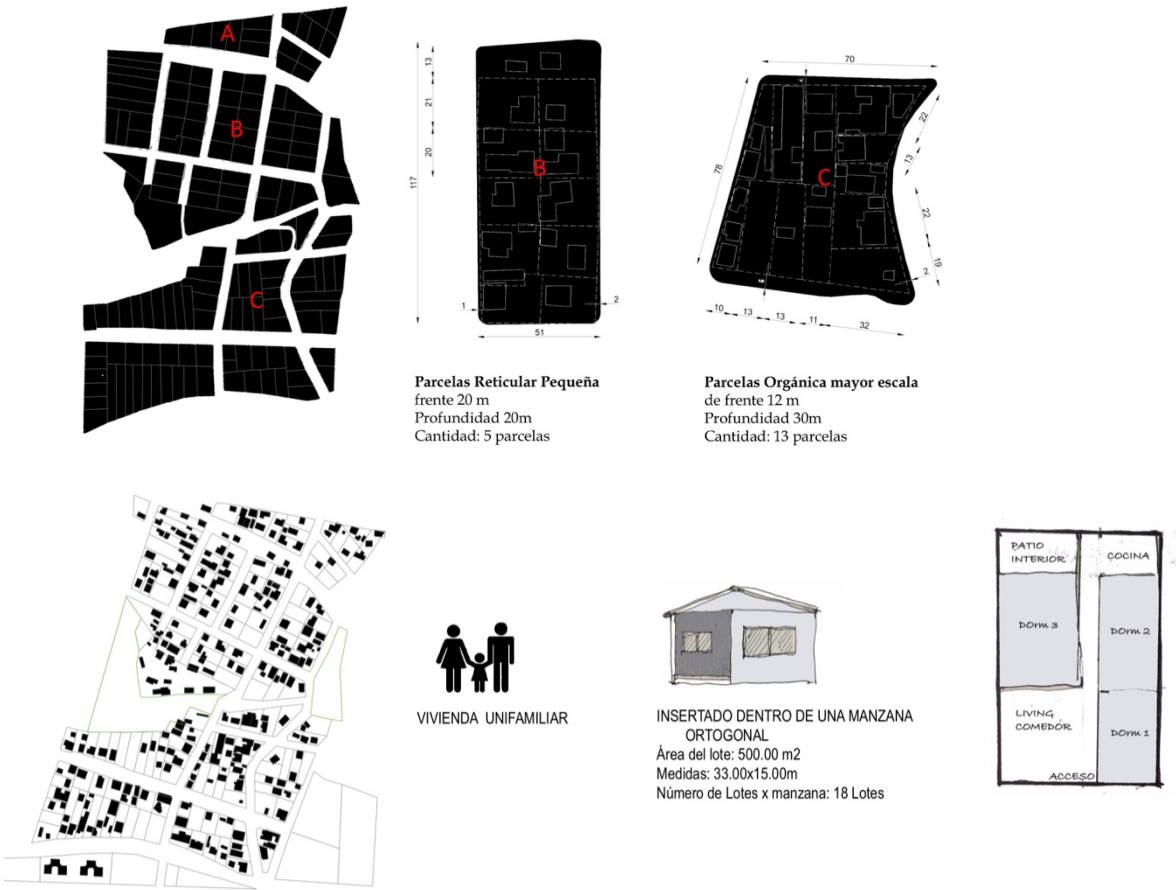 A
B
C
13
21
20
117
B
1
2
51
70
78
22
13
22
19
C
2
10
13
13
11
32
Parcelas Reticular Pequeña
frente 20 m
Profundidad 20m
Cantidad: 5 parcelas
Parcelas Orgánica mayor escala
de frente 12 m
Profundidad 30m
Cantidad: 13 parcelas
VIVIENDA UNIFAMILIAR
INSERTADO DENTRO DE UNA MANZANA
ORTOGONAL
Área del lote: 500.00 m2
Medidas: 33.00x15.00m
Número de Lotes x manzana: 18 Lotes
PATIO
INTERIOR
COCINA
DOrm 3
DOrm 2
LIVING
COMEDOR
DOrm 1
ACCESO